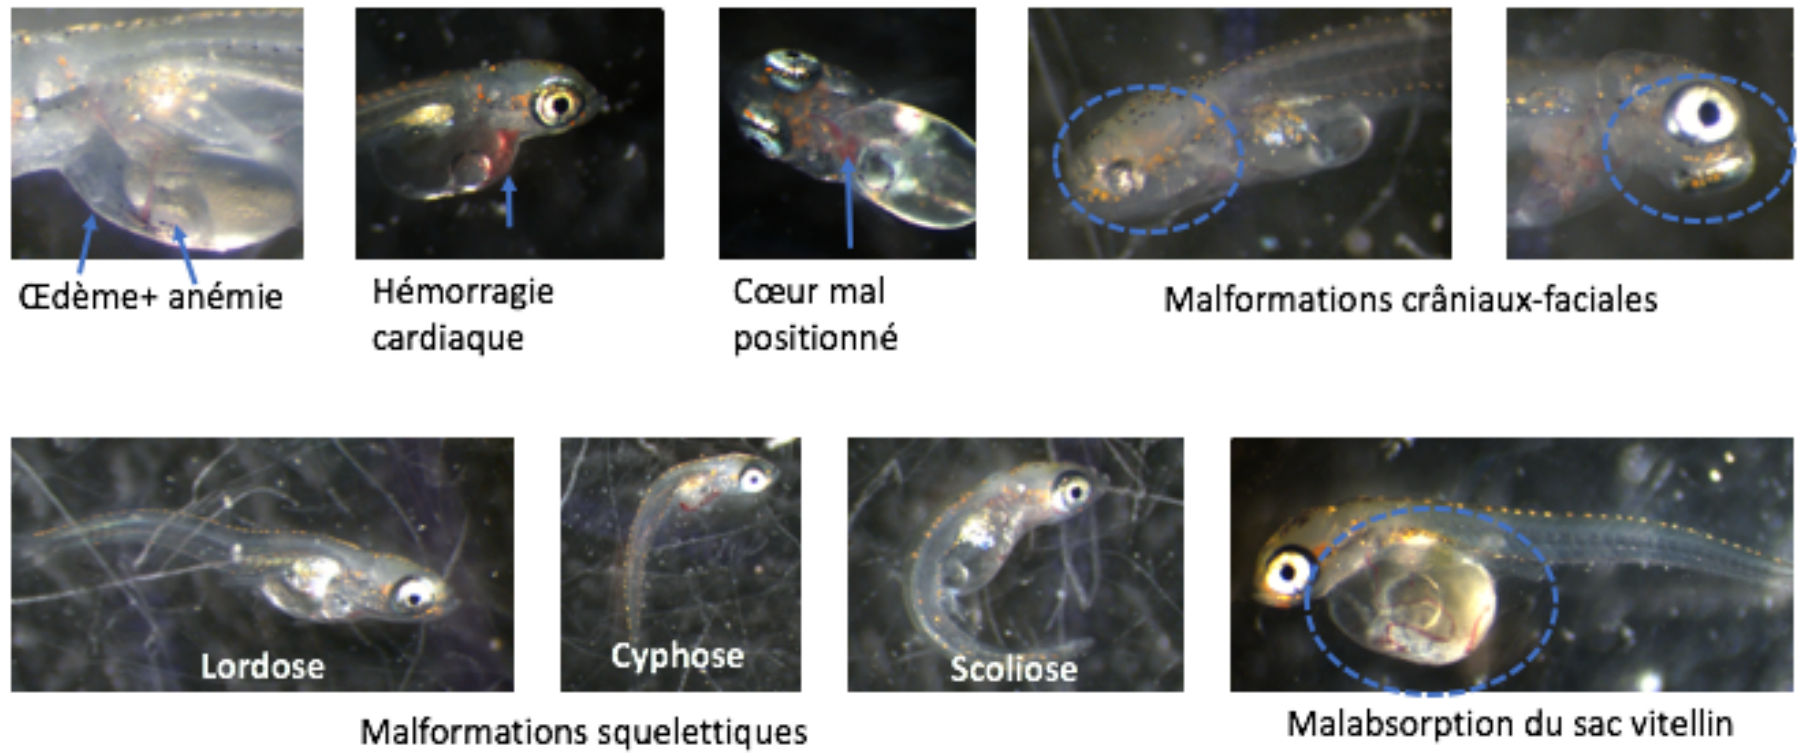 Œdème+ anémie
Hémorragie
cardiaque
Cœur mal
positionné
Malformations crâniaux-faciales
Lordose
Cyphose
Scoliose
Malformations squelettiques
Malabsorption du sac vitellin